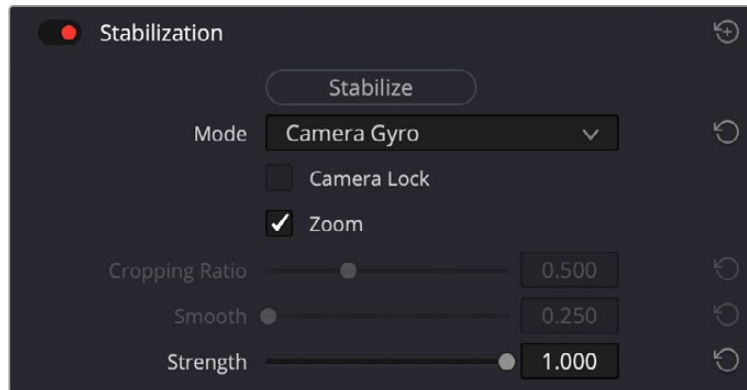 Stabilization
Stabilize
Mode Camera Gyro
Camera Lock
Zoom
Cropping Ratio 0.500
Smooth 0.250
Strength 1.000